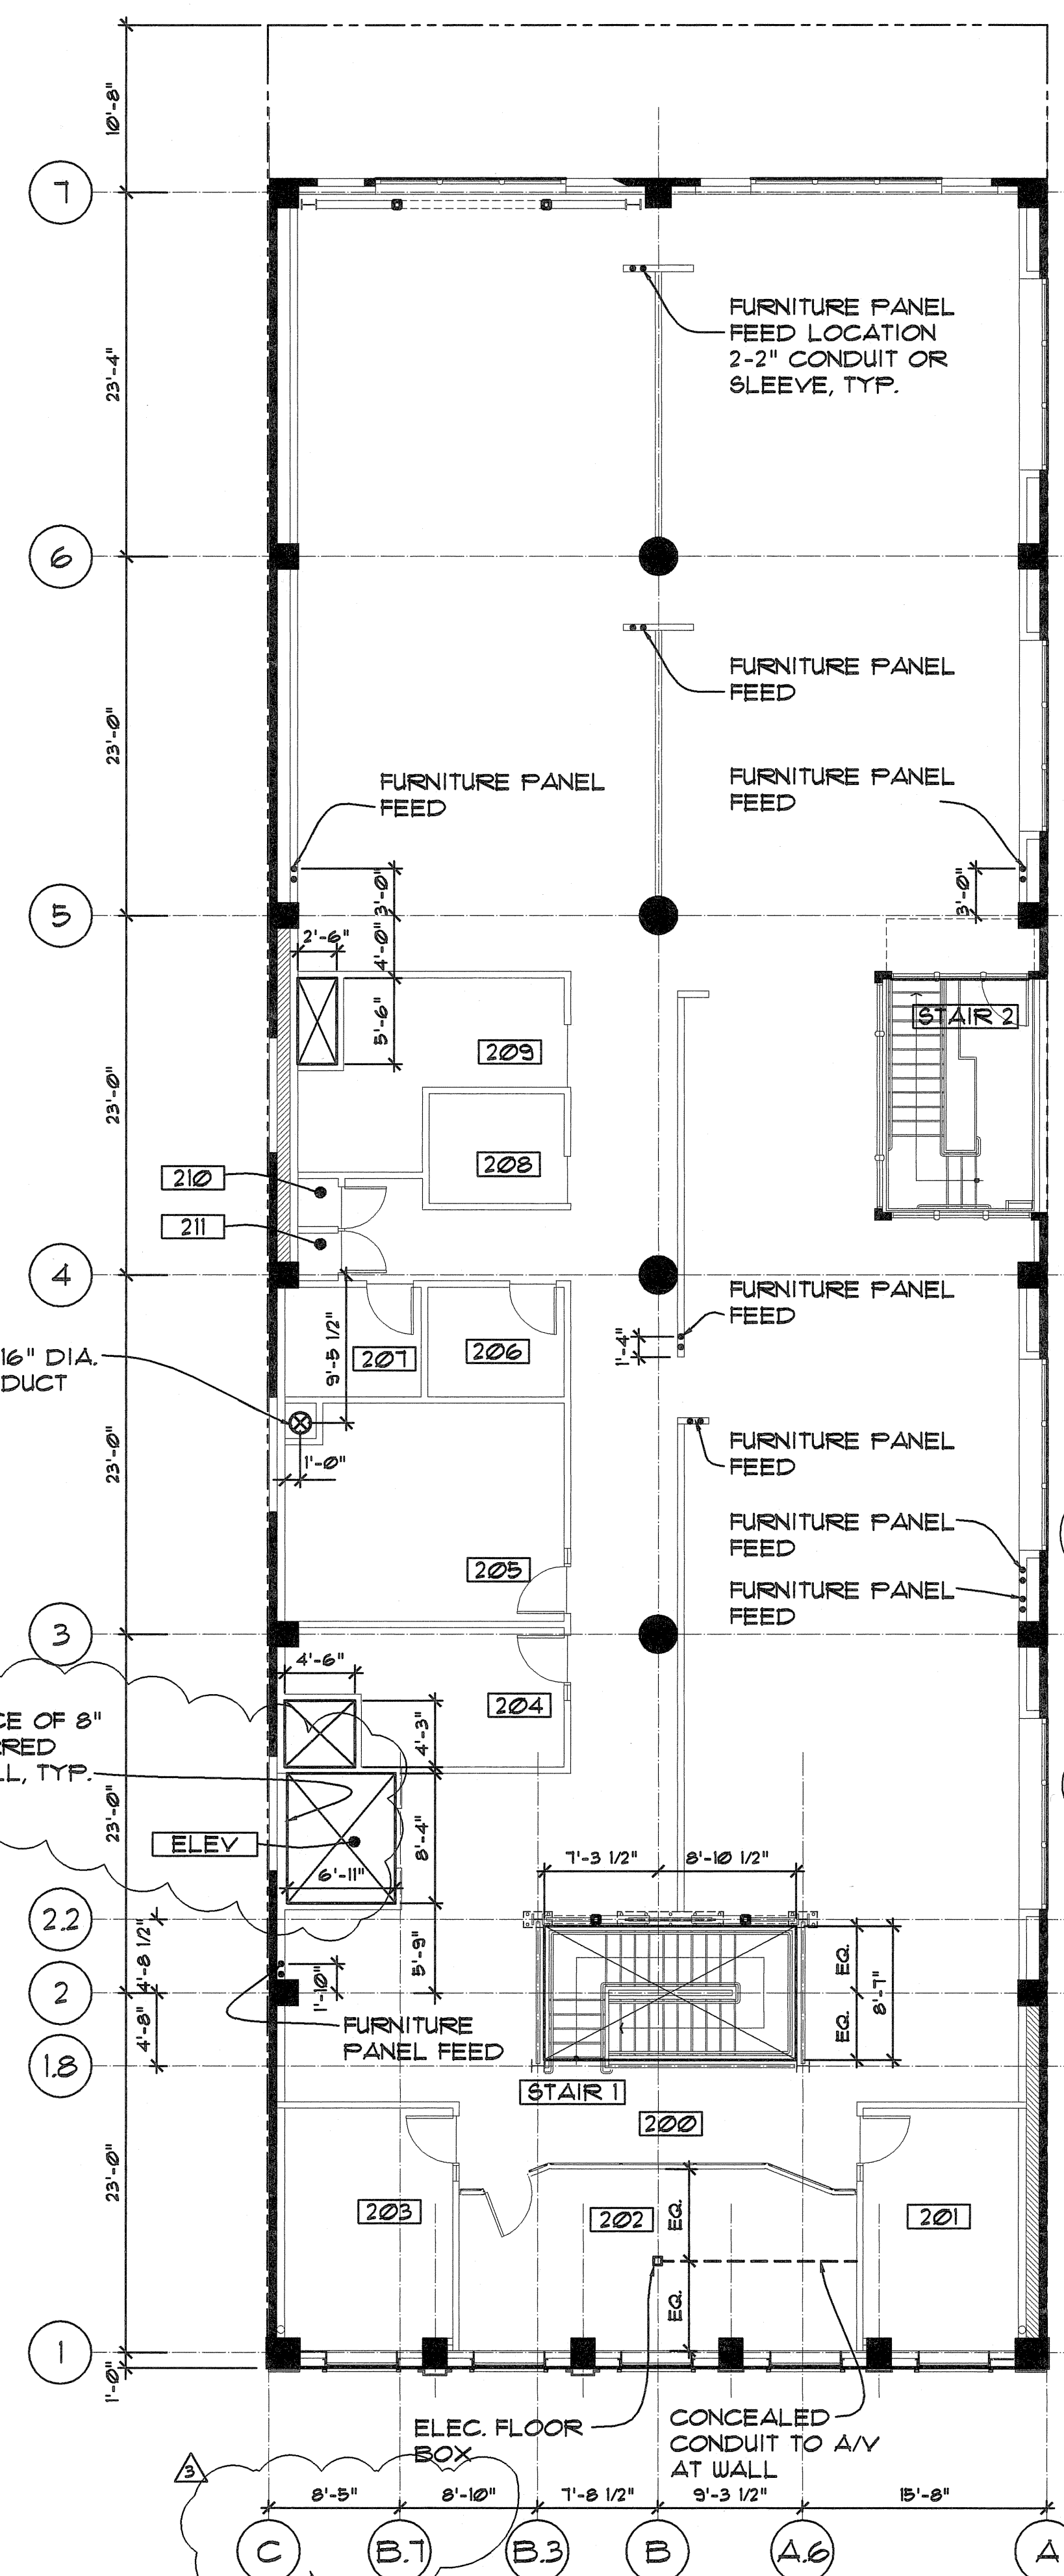 10'-8"
7
23'-4"
FURNITURE PANEL
FEED LOCATION
2-2" CONDUIT OR
SLEEVE, TYP.
6
23'-0"
FURNITURE PANEL
FEED
FURNITURE PANEL
FEED
FURNITURE PANEL
FEED
3'-0"
3'-0"
5
2'-6"
4'-0"
5'-6"
STAIR 2
209
23'-0"
208
210
211
4
FURNITURE PANEL
FEED
9'-5 1/2"
1'-4"
16" DIA.
DUCT
207
206
23'-0"
1'-0"
FURNITURE PANEL
FEED
FURNITURE PANEL
FEED
205
FURNITURE PANEL
FEED
3
4'-6"
204
4'-3"
OF 8"
TYP.
23'-0"
ELEV
8'-4"
6'-11"
7'-3 1/2"
8'-10 1/2"
2.2
4'-8 1/2"
5'-9"
1'-10"
EQ.
8'-7"
2
4'-8"
EQ.
FURNITURE
PANEL FEED
1.8
STAIR 1
200
23'-0"
203
202
EQ.
201
EQ.
1
1'-0"
ELEC. FLOOR
BOX
CONCEALED
CONDUIT TO A/V
AT WALL
3
8'-5"
8'-10"
7'-8 1/2"
9'-3 1/2"
15'-8"
C
B.7
B.3
B
A.6
A